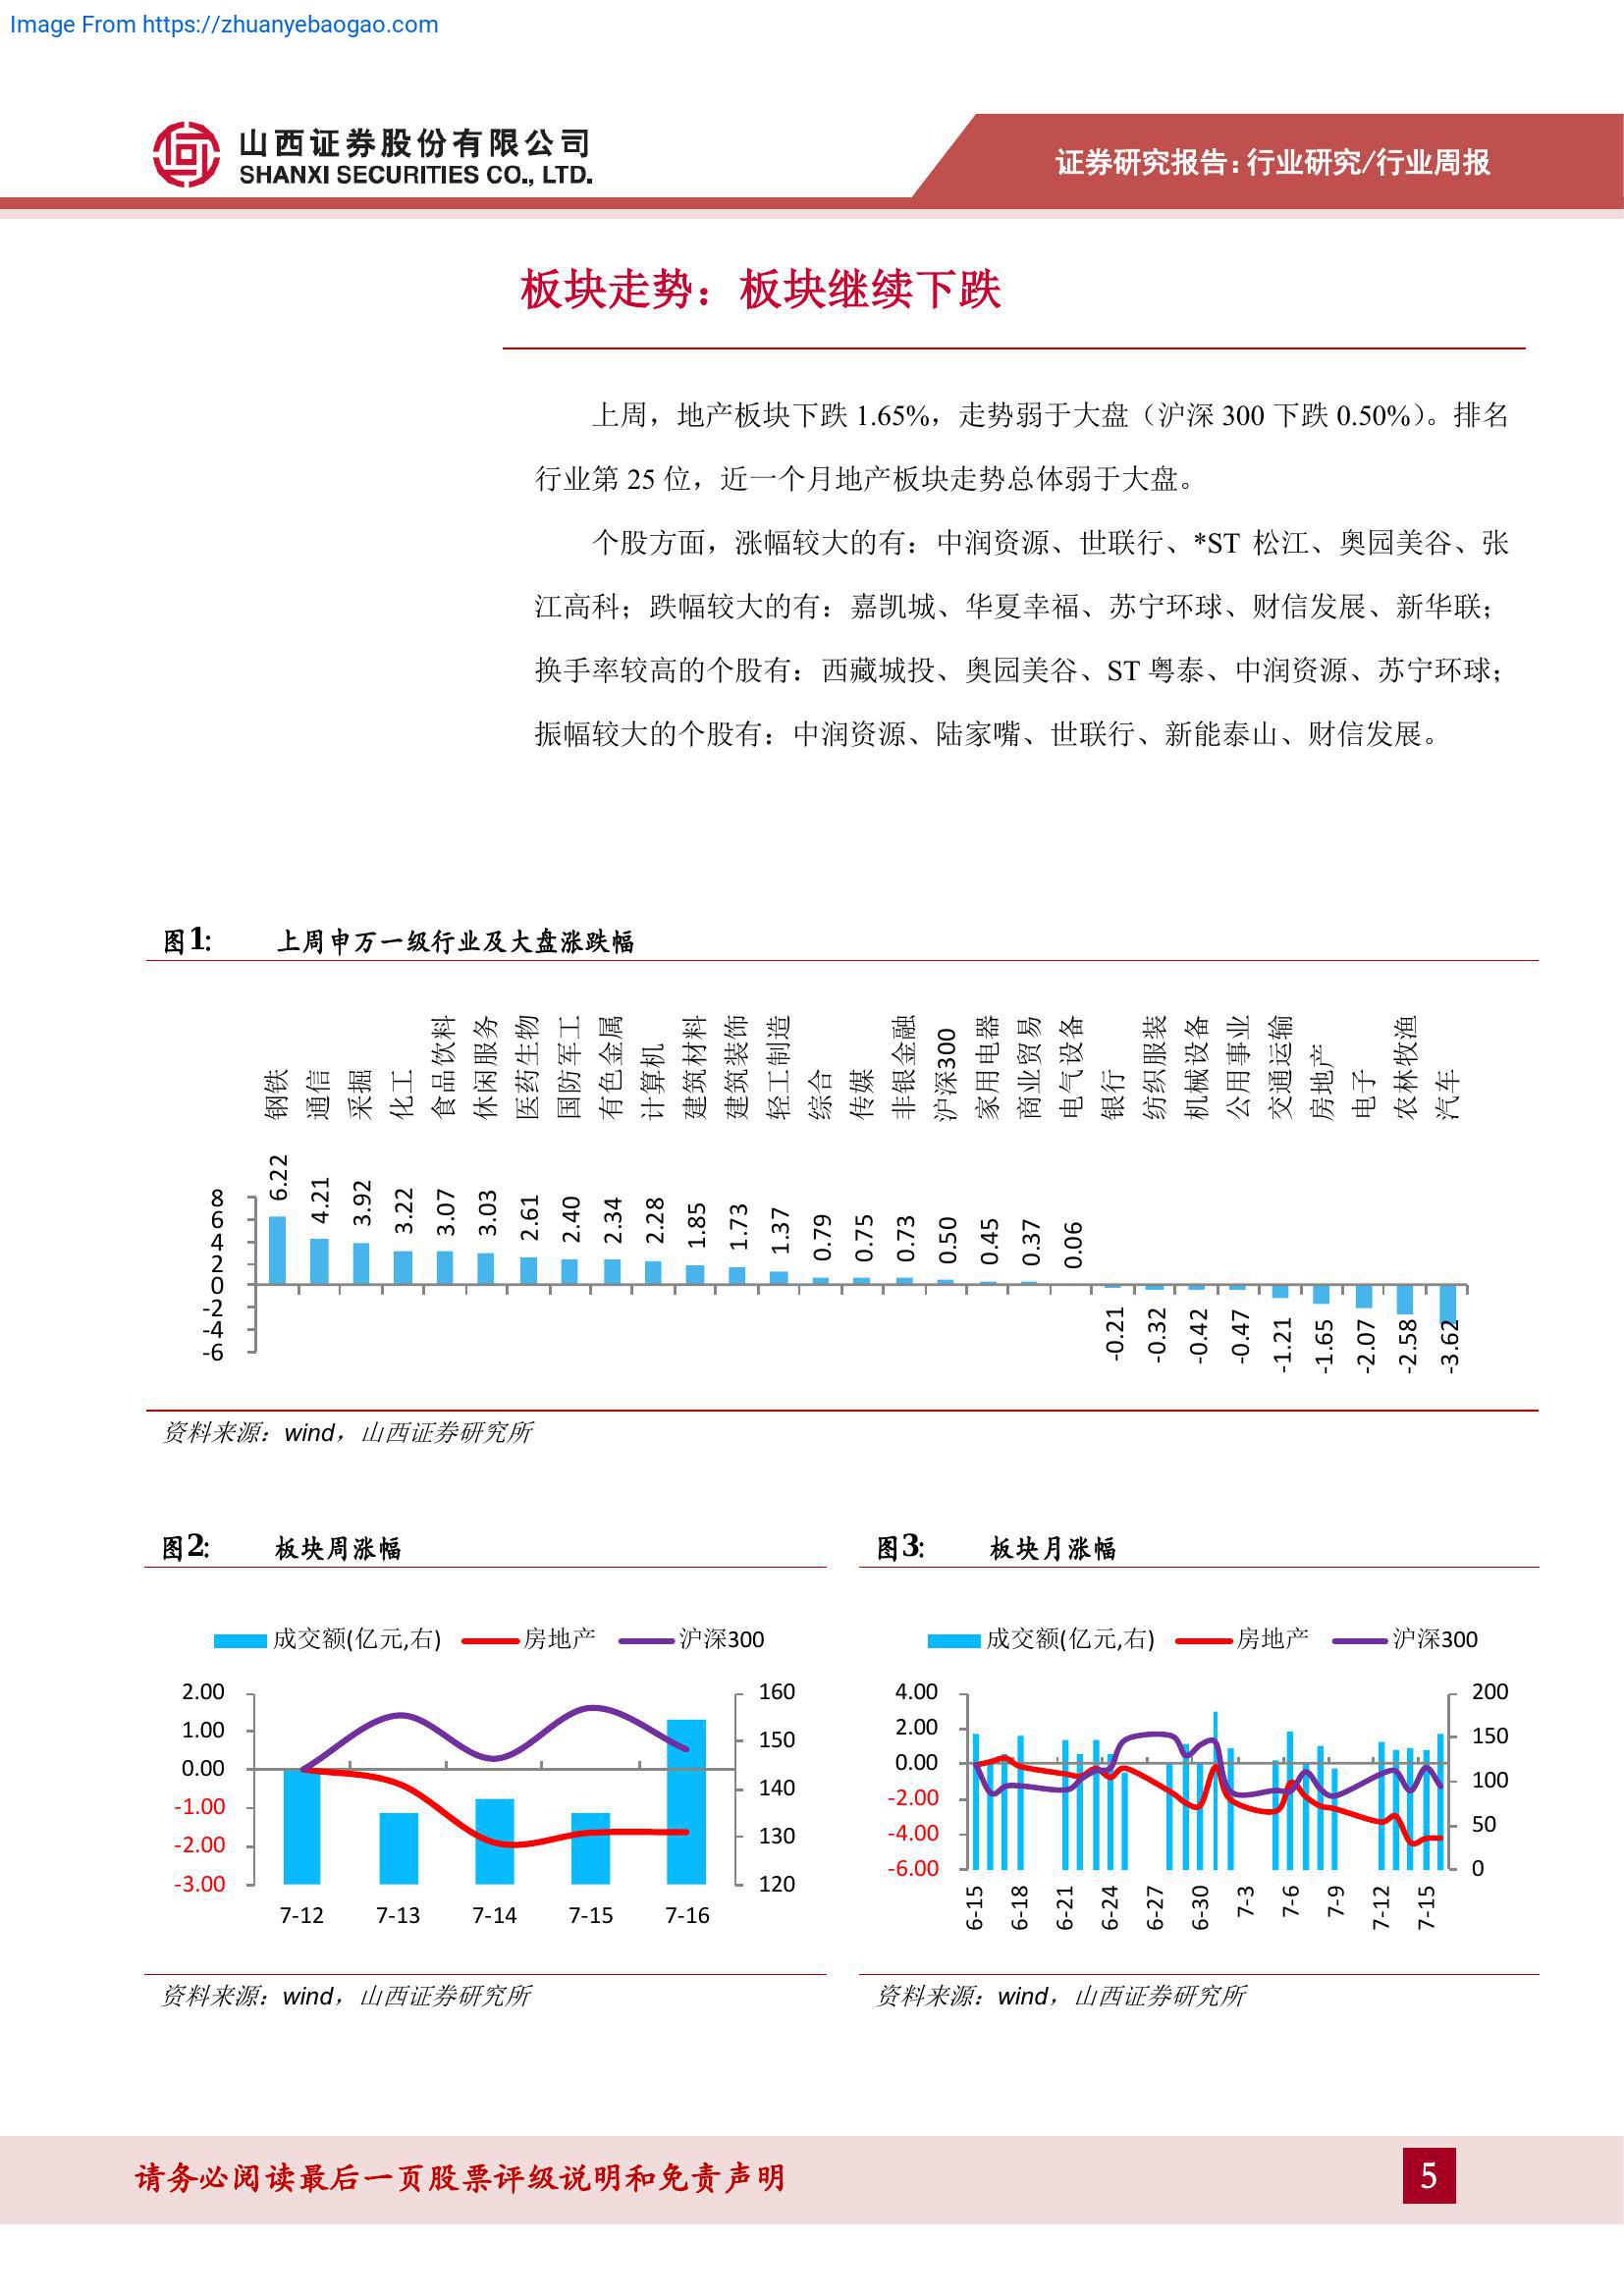 Image From https://zhuanyebaogao.com
山西证券股份有限公司
SHANXI SECURITIES CO., LTD.
证券研究报告：行业研究/行业周报
板块走势：板块继续下跌
上周，地产板块下跌 1.65%，走势弱于大盘（沪深 300 下跌 0.50%）。排名
行业第 25 位，近一个月地产板块走势总体弱于大盘。
个股方面，涨幅较大的有：中润资源、世联行、*ST 松江、奥园美谷、张
江高科；跌幅较大的有：嘉凯城、华夏幸福、苏宁环球、财信发展、新华联；
换手率较高的个股有：西藏城投、奥园美谷、ST 粤泰、中润资源、苏宁环球；
振幅较大的个股有：中润资源、陆家嘴、世联行、新能泰山、财信发展。
图1： 上周申万一级行业及大盘涨跌幅
钢铁 通信 采掘 化工 食品饮料 休闲服务 医药生物 国防军工 有色金属 计算机 建筑材料 建筑装饰 轻工制造 综合 传媒 非银金融 沪深300 家用电器 商业贸易 电气设备 银行 纺织服装 机械设备 公用事业 交通运输 房地产 电子 农林牧渔 汽车
6.22 4.21 3.92 3.22 3.07 3.03 2.61 2.40 2.34 2.28 1.85 1.73 1.37 0.79 0.75 0.73 0.50 0.45 0.37 0.06
8
6
4
2
0
-2
-4
-6
-0.21 -0.32 -0.42 -0.47 -1.21 -1.65 -2.07 -2.58 -3.62
资料来源：wind，山西证券研究所
图2： 板块周涨幅
成交额(亿元,右) 房地产 沪深300
2.00
1.00
0.00
-1.00
-2.00
-3.00
160
150
140
130
120
7-12 7-13 7-14 7-15 7-16
资料来源：wind，山西证券研究所
图3： 板块月涨幅
成交额(亿元,右) 房地产 沪深300
4.00
2.00
0.00
-2.00
-4.00
-6.00
200
150
100
50
0
6-15 6-18 6-21 6-24 6-27 6-30 7-3 7-6 7-9 7-12 7-15
资料来源：wind，山西证券研究所
请务必阅读最后一页股票评级说明和免责声明
5